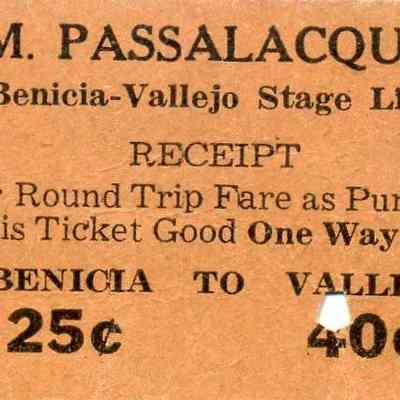 M. PASSALACQU
Benicia-Vallejo Stage Li
RECEIPT
r Round Trip Fare as Pun
is Ticket Good One Way
BENICIA TO VALLE
25¢ 40¢